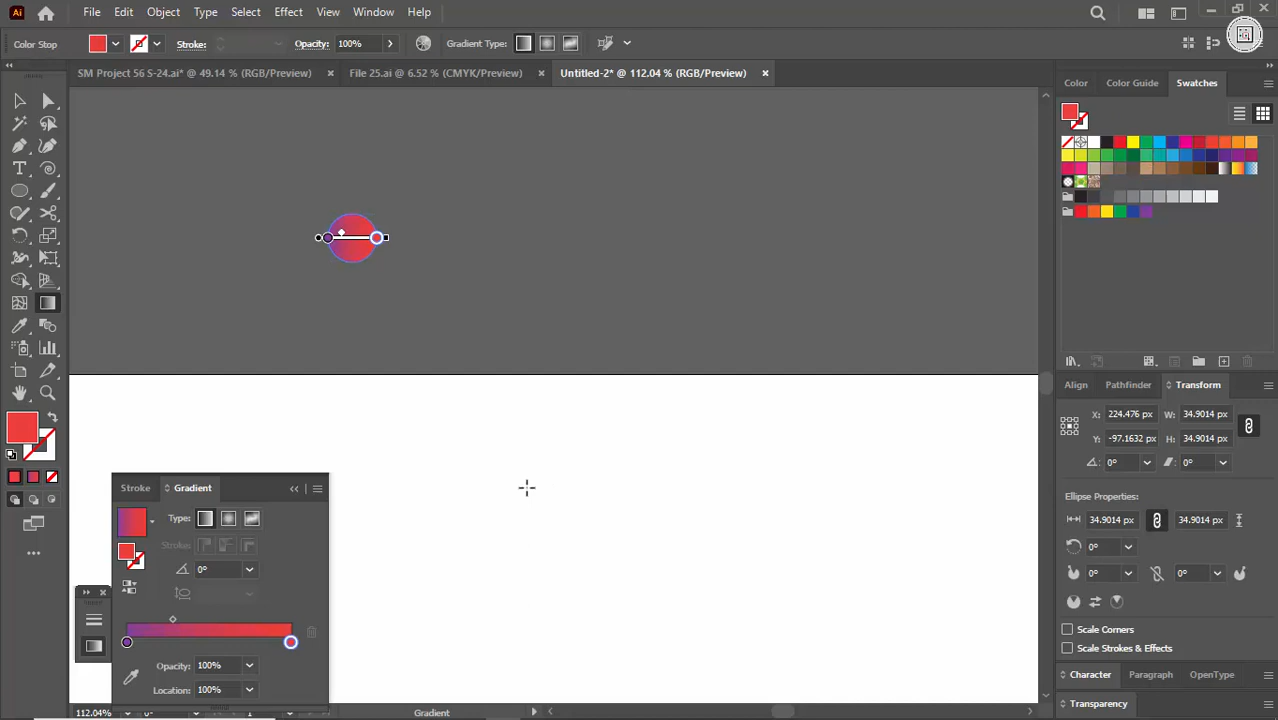 Ai File Edit Object Type Select Effect View Window Help
Color Stop Stroke: Opacity: 100% Gradient Type:
SM Project 56 S-24.ai* @ 49.14 % (RGB/Preview) File 25.ai @ 6.52 % (CMYK/Preview) Untitled-2* @ 112.04 % (RGB/Preview)
Color Color Guide Swatches
Align Pathfinder Transform
X: 224.476 px W: 34.9014 px
Y: -97.1632 px H: 34.9014 px
0° 0°
Ellipse Properties:
34.9014 px 34.9014 px
0°
0° 0°
Scale Corners
Scale Strokes & Effects
Character Paragraph OpenType
Transparency
Stroke Gradient
Type:
Strokes
0°
Opacity: 100%
Location: 100%
112.04% 0° 1 Gradient